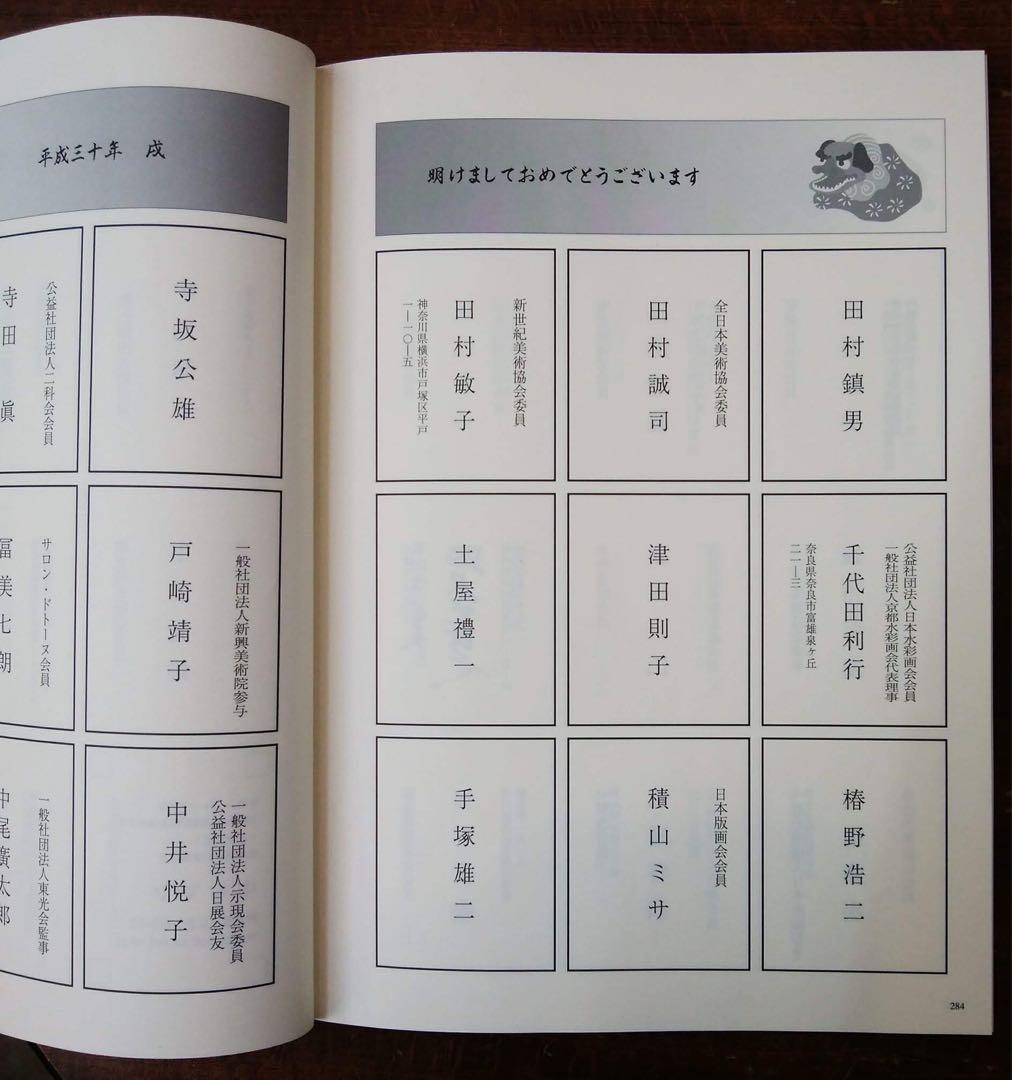 明けましておめでとうございます
田村鎮男
全日本美術協会委員
田村誠司
新世紀美術協会委員
田村敏子
神奈川県横浜市戸塚区平戸
一―一〇―五
公益社団法人日本水彩画会会員
一般社団法人京都水彩画会代表理事
千代田利行
奈良県奈良市富雄泉ヶ丘
二一―三
津田則子
土屋禮一
椿野浩二
日本版画会会員
積山ミサ
手塚雄二
284
平成三十年 戌
寺坂公雄
公益社団法人二科会会員
寺田 眞
一般社団法人新興美術院参与
戸崎靖子
サロン・ドトーヌ会員
冨美七朗
一般社団法人示現会委員
公益社団法人日展会友
中井悦子
一般社団法人東光会監事
中尾廣太郎